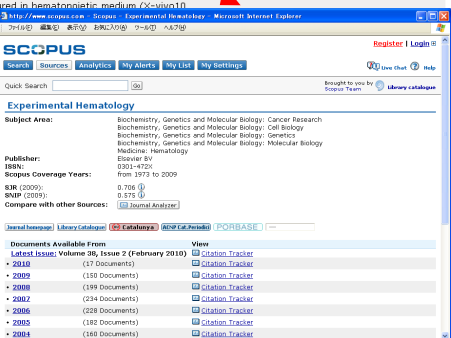 ured in hematopoietic medium (X-vivo10
http://www.scopus.com - Scopus - Experimental Hematology - Microsoft Internet Explorer
ファイル(F) 編集(E) 表示(V) お気に入り(A) ツール(T) ヘルプ(H)
SCOPUS
Register | Login
Search Sources Analytics My Alerts My List My Settings
Live Chat Help
Quick Search Go
Brought to you by Scopus Team Library catalogue
Experimental Hematology
Subject Area: Biochemistry, Genetics and Molecular Biology: Cancer Research
Biochemistry, Genetics and Molecular Biology: Cell Biology
Biochemistry, Genetics and Molecular Biology: Genetics
Biochemistry, Genetics and Molecular Biology: Molecular Biology
Medicine: Hematology
Publisher: Elsevier BV
ISSN: 0301-472X
Scopus Coverage Years: from 1973 to 2009
SJR (2009): 0.706
SNIP (2009): 0.575
Compare with other Sources: Journal Analyzer
Journal homepage Library Catalogue Catalunya ACNP Cat.Periodici PORBASE
Documents Available From View
Latest issue: Volume 38, Issue 2 (February 2010) Citation Tracker
• 2010 (17 Documents) Citation Tracker
• 2009 (150 Documents) Citation Tracker
• 2008 (199 Documents) Citation Tracker
• 2007 (234 Documents) Citation Tracker
• 2006 (228 Documents) Citation Tracker
• 2005 (182 Documents) Citation Tracker
• 2004 (160 Documents) Citation Tracker